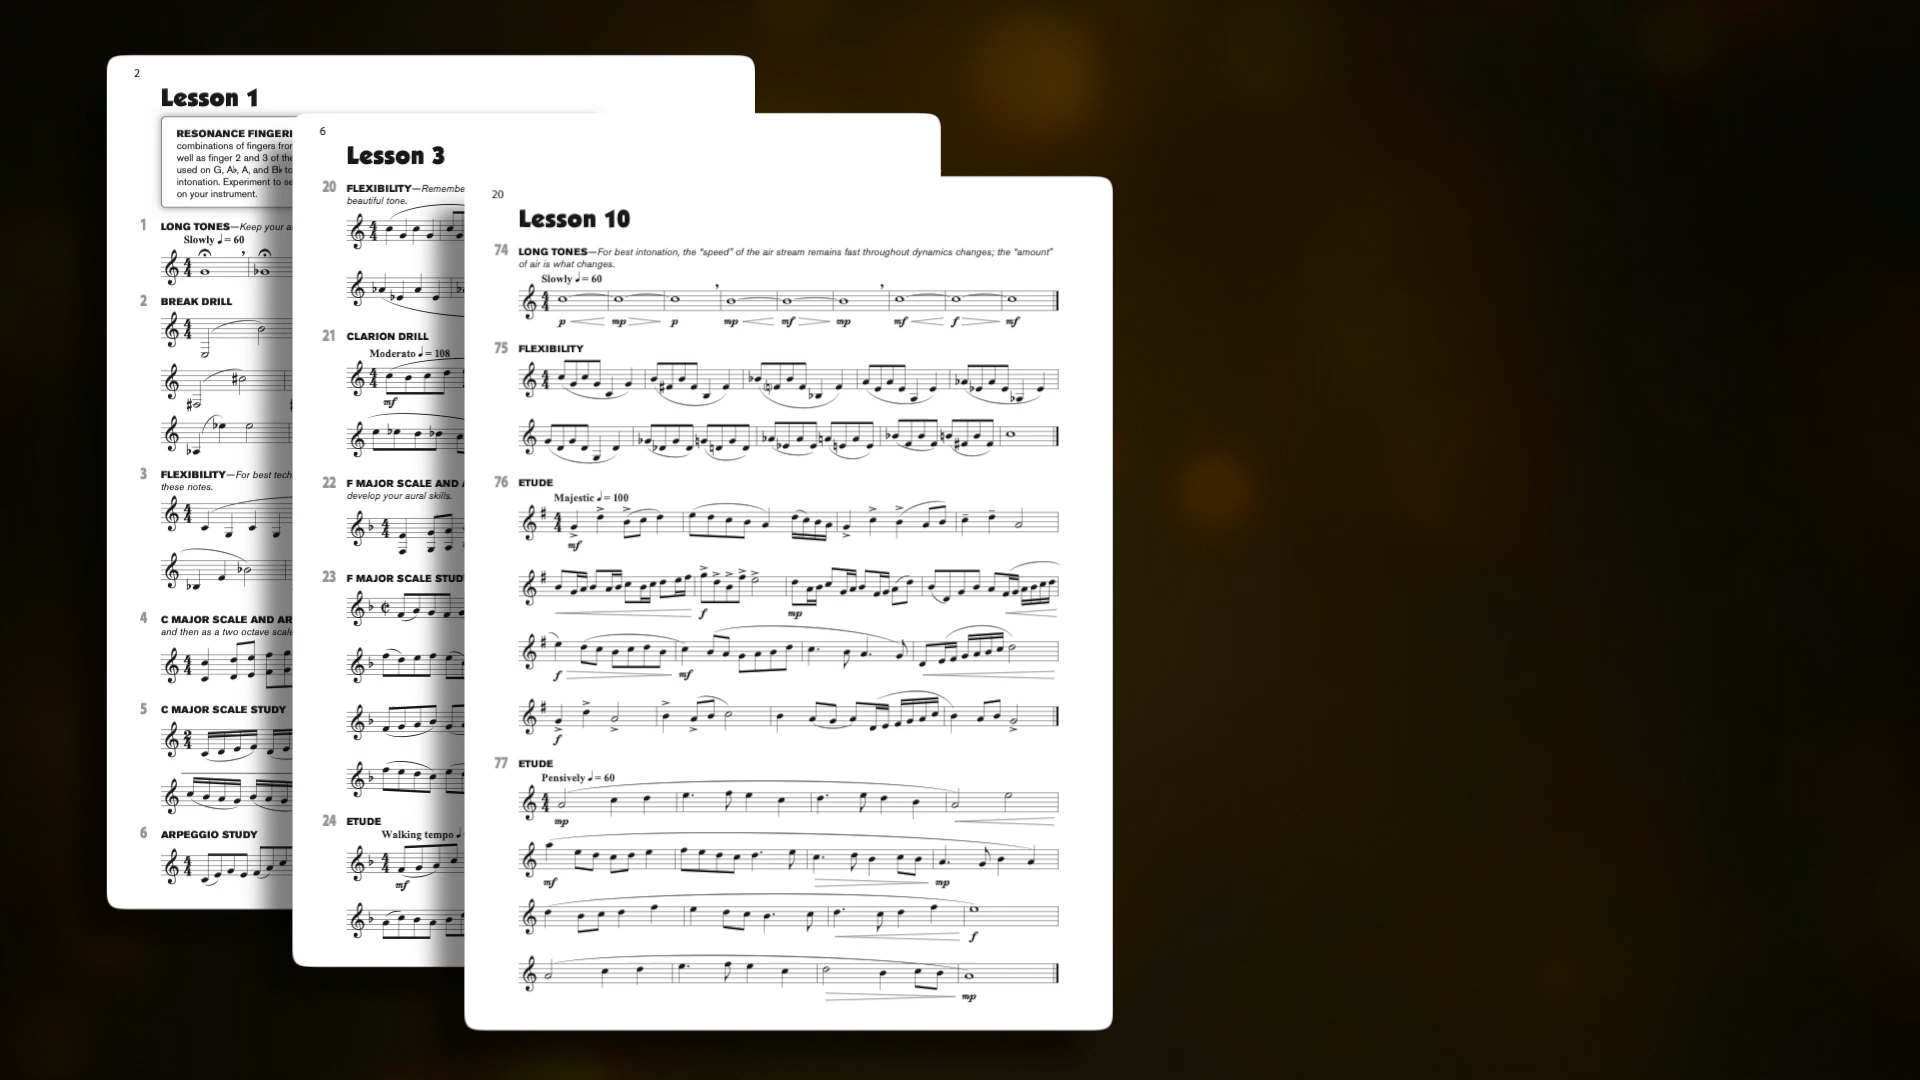 2
Lesson 1
RESONANCE FINGERI
combinations of fingers fro
well as finger 2 and 3 of the
used on G, A♭, A, and B♭ to
intonation. Experiment to se
on your instrument.
1 LONG TONES—Keep your a
Slowly ♩= 60
2 BREAK DRILL
3 FLEXIBILITY—For best tech
these notes.
4 C MAJOR SCALE AND AR
and then as a two octave scale
5 C MAJOR SCALE STUDY
6 ARPEGGIO STUDY
6
Lesson 3
20 FLEXIBILITY—Remembe
beautiful tone.
21 CLARION DRILL
Moderato ♩= 108
mf
22 F MAJOR SCALE AND A
develop your aural skills.
23 F MAJOR SCALE STUD
24 ETUDE
Walking tempo ♩
mf
20
Lesson 10
74 LONG TONES—For best intonation, the “speed” of the air stream remains fast throughout dynamics changes; the “amount”
of air is what changes.
Slowly ♩= 60
p mp p mp mf mp mf f mf
75 FLEXIBILITY
76 ETUDE
Majestic ♩= 100
mf
f mp
f mf
f
77 ETUDE
Pensively ♩= 60
mp
mf mp
f
mp